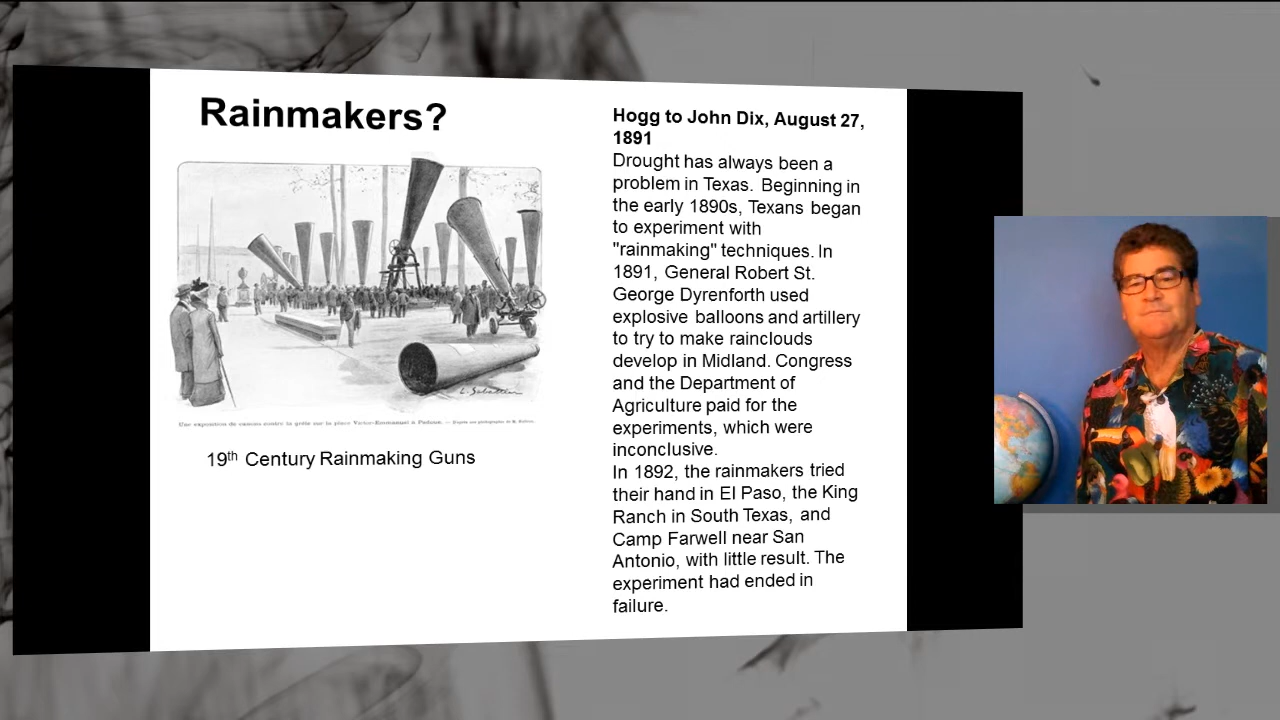 Rainmakers?
Une exposition de canons contre la grêle sur la place Victor-Emmanuel à Padoue. — D'après une photographie de
L. Sabattier
19th Century Rainmaking Guns
Hogg to John Dix, August 27,
1891
Drought has always been a
problem in Texas. Beginning in
the early 1890s, Texans began
to experiment with
"rainmaking" techniques. In
1891, General Robert St.
George Dyrenforth used
explosive balloons and artillery
to try to make rainclouds
develop in Midland. Congress
and the Department of
Agriculture paid for the
experiments, which were
inconclusive.
In 1892, the rainmakers tried
their hand in El Paso, the King
Ranch in South Texas, and
Camp Farwell near San
Antonio, with little result. The
experiment had ended in
failure.